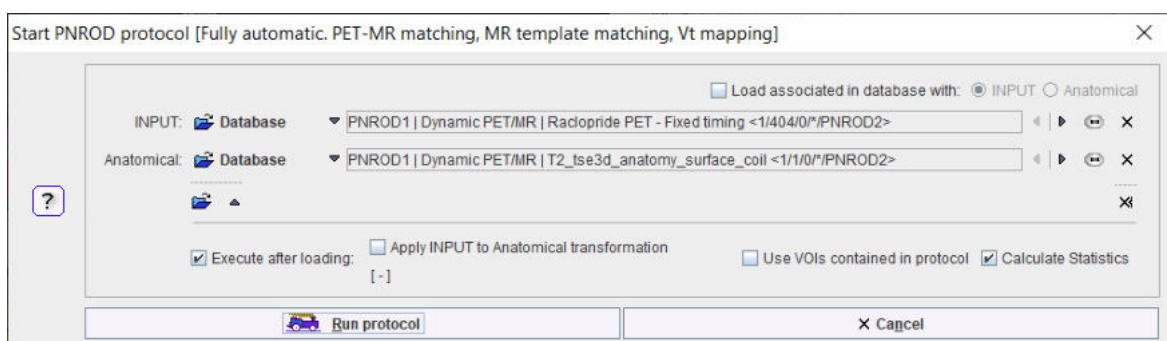 Start PNROD protocol [Fully automatic. PET-MR matching, MR template matching, Vt mapping]
Load associated in database with: INPUT Anatomical
INPUT: Database PNROD1 | Dynamic PET/MR | Raclopride PET - Fixed timing <1/404/0/*/PNROD2>
Anatomical: Database PNROD1 | Dynamic PET/MR | T2_tse3d_anatomy_surface_coil <1/1/0/*/PNROD2>
?
Execute after loading: Apply INPUT to Anatomical transformation Use VOIs contained in protocol Calculate Statistics
[ - ]
Run protocol Cancel